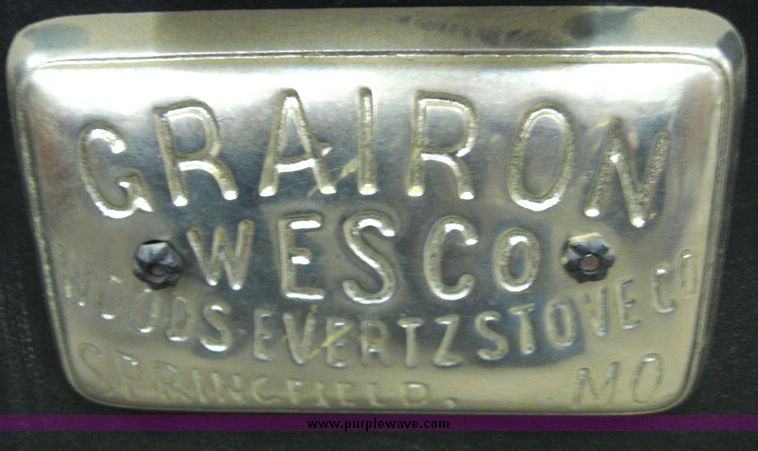 GRAIRON
WESCO
WOODS EVERTZ STOVE CO
SPRINGFIELD. MO
www.purplewave.com